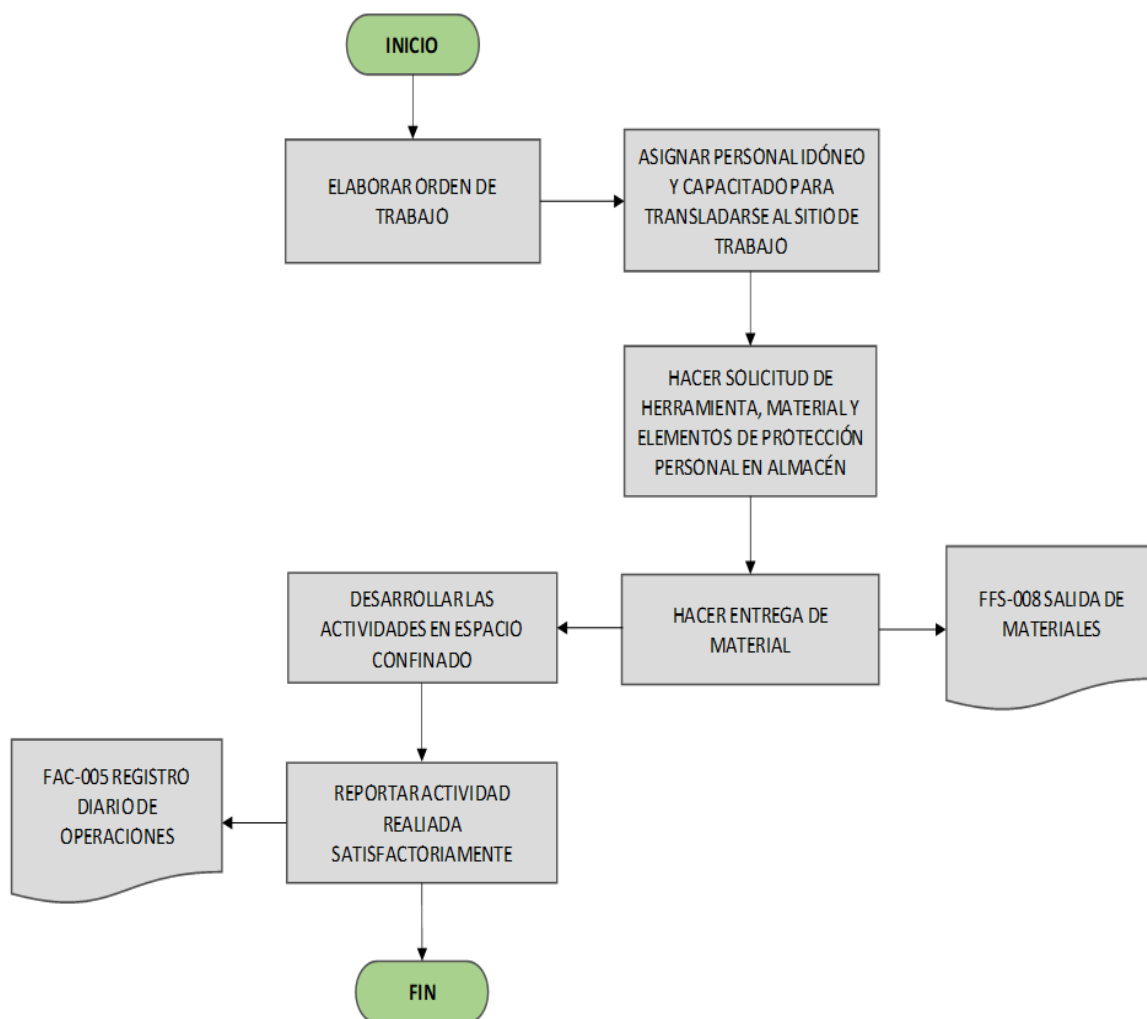 INICIO
ELABORAR ORDEN DE
TRABAJO
ASIGNAR PERSONAL IDÓNEO
Y CAPACITADO PARA
TRANSLADARSE AL SITIO DE
TRABAJO
HACER SOLICITUD DE
HERRAMIENTA, MATERIAL Y
ELEMENTOS DE PROTECCIÓN
PERSONAL EN ALMACÉN
HACER ENTREGA DE
MATERIAL
FFS-008 SALIDA DE
MATERIALES
DESARROLLAR LAS
ACTIVIDADES EN ESPACIO
CONFINADO
REPORTAR ACTIVIDAD
REALIADA
SATISFACTORIAMENTE
FAC-005 REGISTRO
DIARIO DE
OPERACIONES
FIN